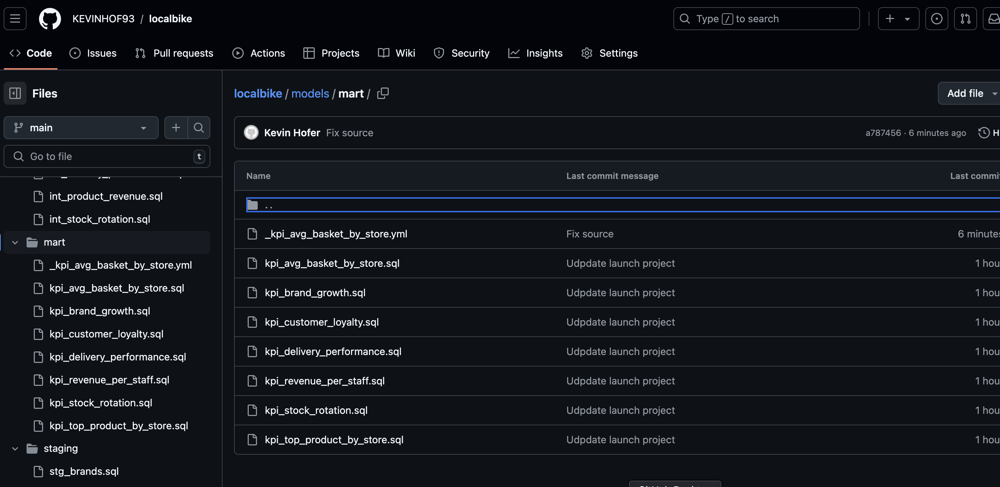 KEVINHOF93 / localbike
Type / to search
Code
Issues
Pull requests
Actions
Projects
Wiki
Security
Insights
Settings
Files
main
Go to file
t
int_product_revenue.sql
int_stock_rotation.sql
mart
_kpi_avg_basket_by_store.yml
kpi_avg_basket_by_store.sql
kpi_brand_growth.sql
kpi_customer_loyalty.sql
kpi_delivery_performance.sql
kpi_revenue_per_staff.sql
kpi_stock_rotation.sql
kpi_top_product_by_store.sql
staging
stg_brands.sql
localbike / models / mart /
Add file
Kevin Hofer Fix source
a787456 · 6 minutes ago
H
Name Last commit message Last commi
..
_kpi_avg_basket_by_store.yml Fix source 6 minutes
kpi_avg_basket_by_store.sql Udpdate launch project 1 hou
kpi_brand_growth.sql Udpdate launch project 1 hou
kpi_customer_loyalty.sql Udpdate launch project 1 hou
kpi_delivery_performance.sql Udpdate launch project 1 hou
kpi_revenue_per_staff.sql Udpdate launch project 1 hou
kpi_stock_rotation.sql Udpdate launch project 1 hou
kpi_top_product_by_store.sql Udpdate launch project 1 hou